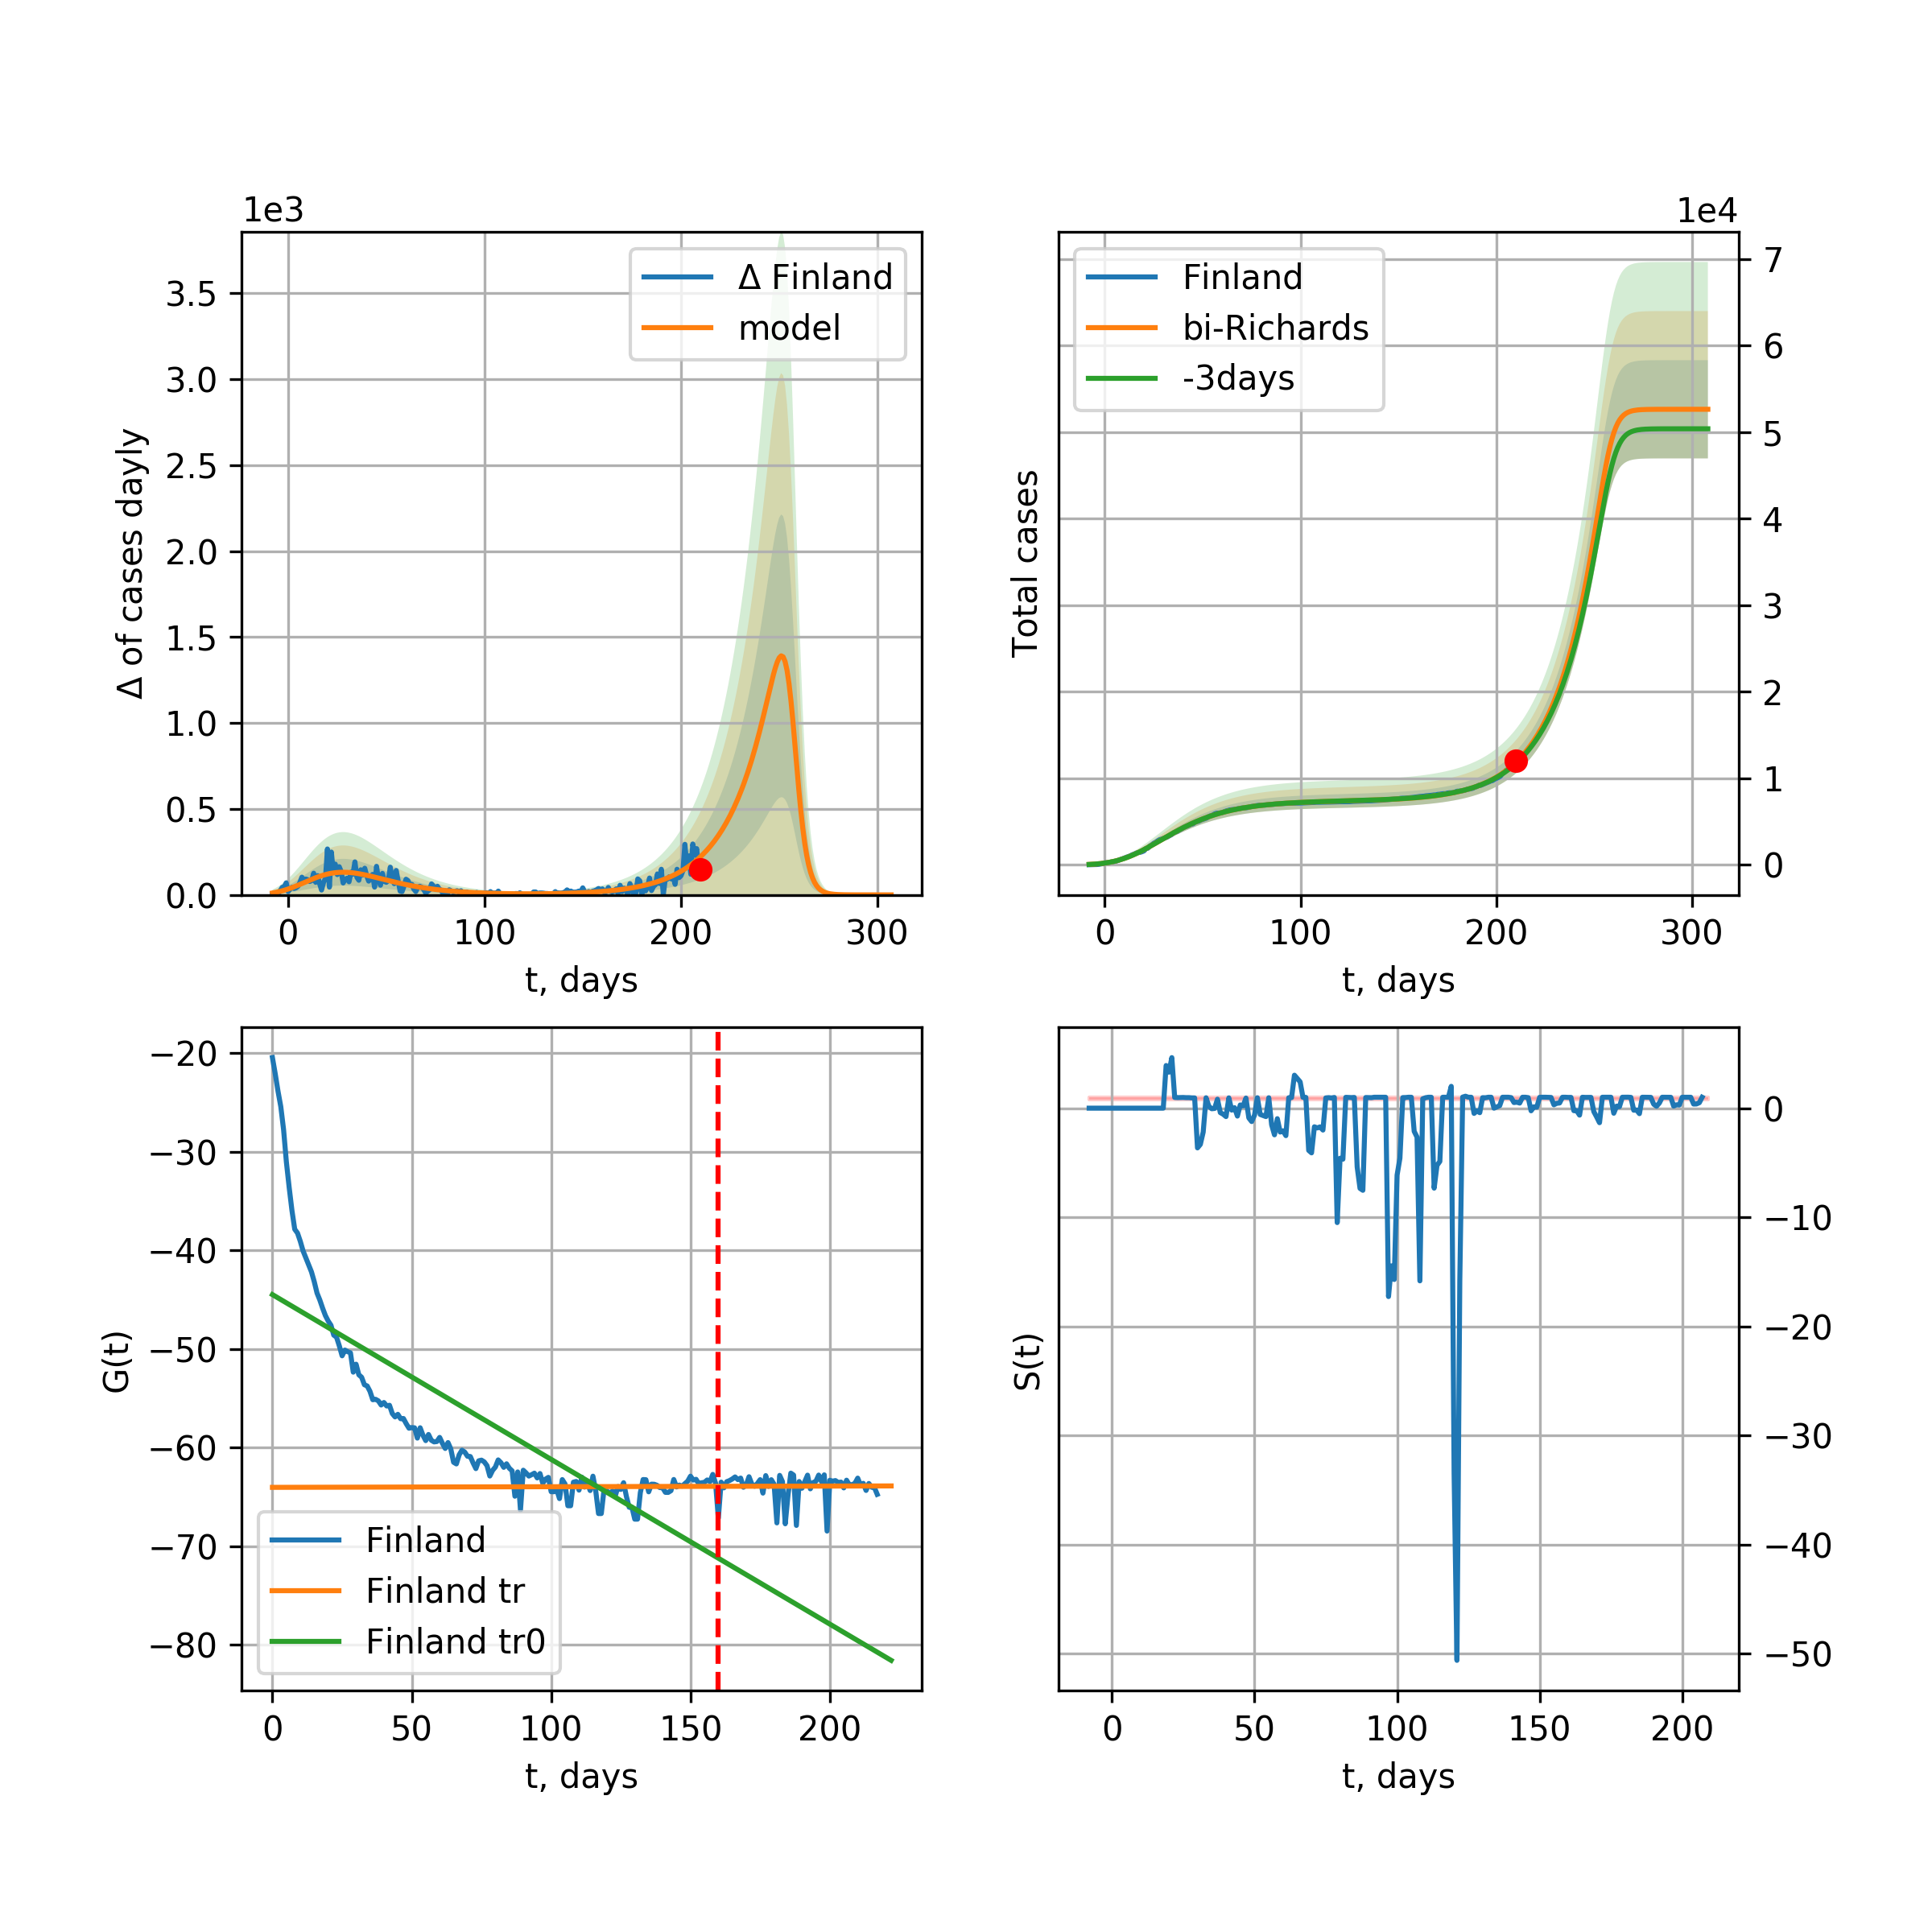 1e3
Δ of cases dayly
3.5
3.0
2.5
2.0
1.5
1.0
0.5
0.0
0 100 200 300
t, days
Δ Finland
model
1e4
Total cases
7
6
5
4
3
2
1
0
0 100 200 300
t, days
Finland
bi-Richards
-3days
G(t)
−20
−30
−40
−50
−60
−70
−80
0 50 100 150 200
t, days
Finland
Finland tr
Finland tr0
S(t)
0
−10
−20
−30
−40
−50
0 50 100 150 200
t, days